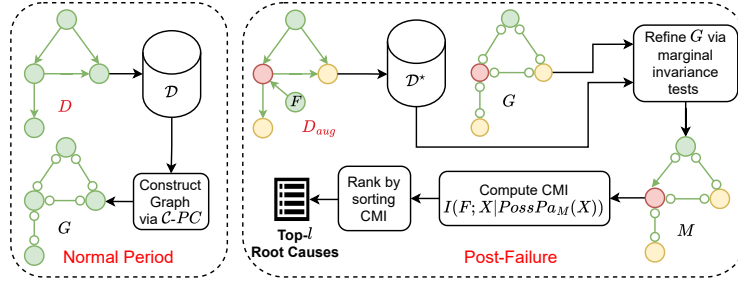 D
𝒟
G
Construct
Graph
via 𝒞-PC
Normal Period
F
D_aug
𝒟⋆
G
Refine G via
marginal
invariance
tests
Top-l
Root Causes
Rank by
sorting
CMI
Compute CMI
I(F; X|PossPa_M(X))
M
Post-Failure